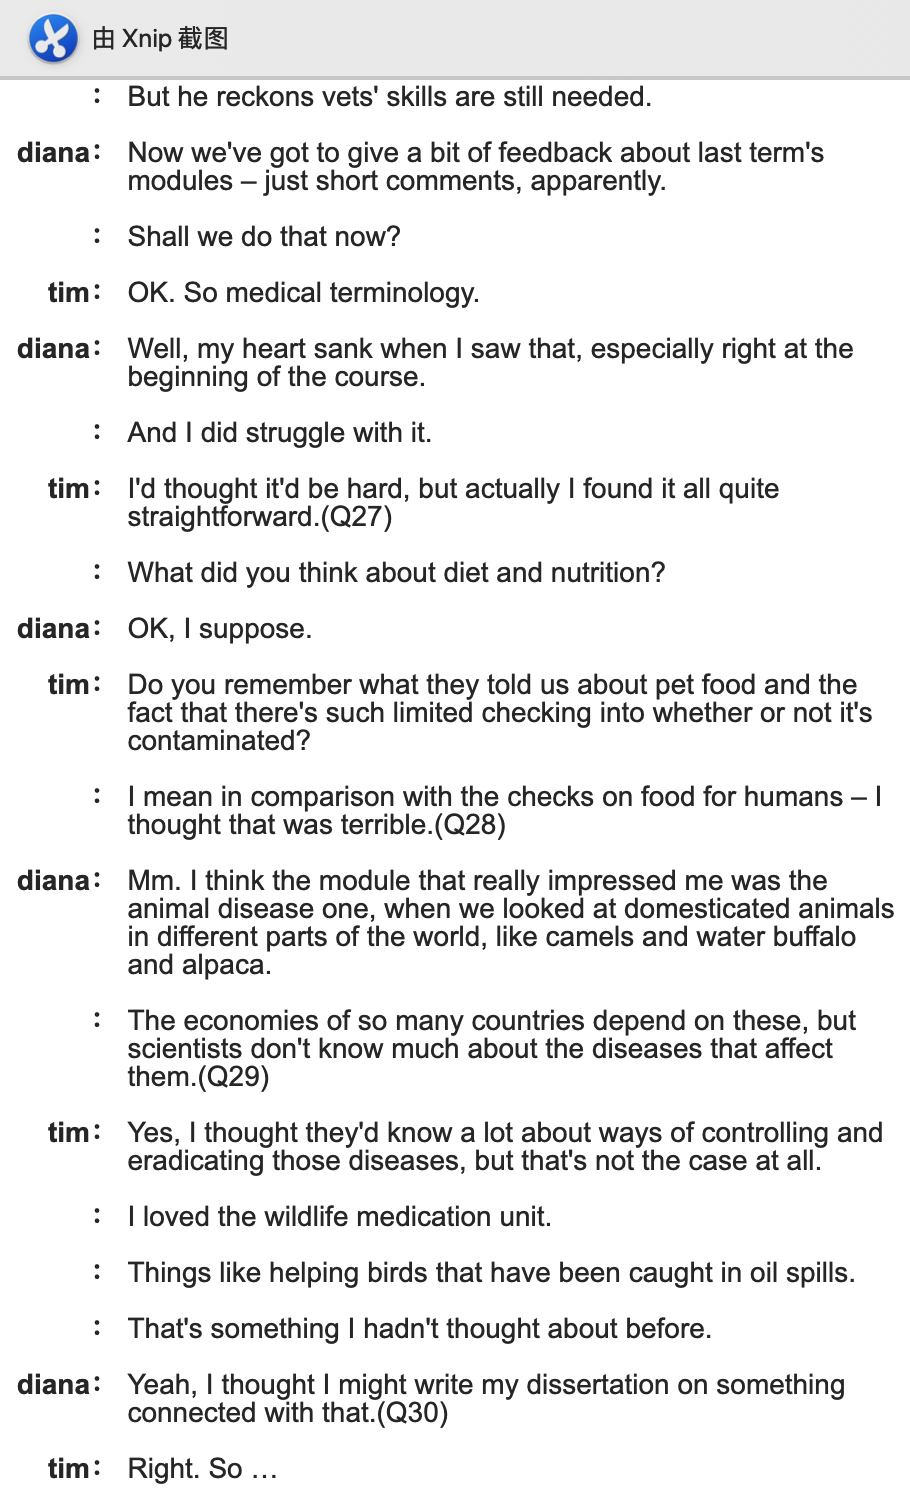 由 Xnip 截图
: But he reckons vets' skills are still needed.
diana: Now we've got to give a bit of feedback about last term's
modules – just short comments, apparently.
: Shall we do that now?
tim: OK. So medical terminology.
diana: Well, my heart sank when I saw that, especially right at the
beginning of the course.
: And I did struggle with it.
tim: I'd thought it'd be hard, but actually I found it all quite
straightforward.(Q27)
: What did you think about diet and nutrition?
diana: OK, I suppose.
tim: Do you remember what they told us about pet food and the
fact that there's such limited checking into whether or not it's
contaminated?
: I mean in comparison with the checks on food for humans – I
thought that was terrible.(Q28)
diana: Mm. I think the module that really impressed me was the
animal disease one, when we looked at domesticated animals
in different parts of the world, like camels and water buffalo
and alpaca.
: The economies of so many countries depend on these, but
scientists don't know much about the diseases that affect
them.(Q29)
tim: Yes, I thought they'd know a lot about ways of controlling and
eradicating those diseases, but that's not the case at all.
: I loved the wildlife medication unit.
: Things like helping birds that have been caught in oil spills.
: That's something I hadn't thought about before.
diana: Yeah, I thought I might write my dissertation on something
connected with that.(Q30)
tim: Right. So …